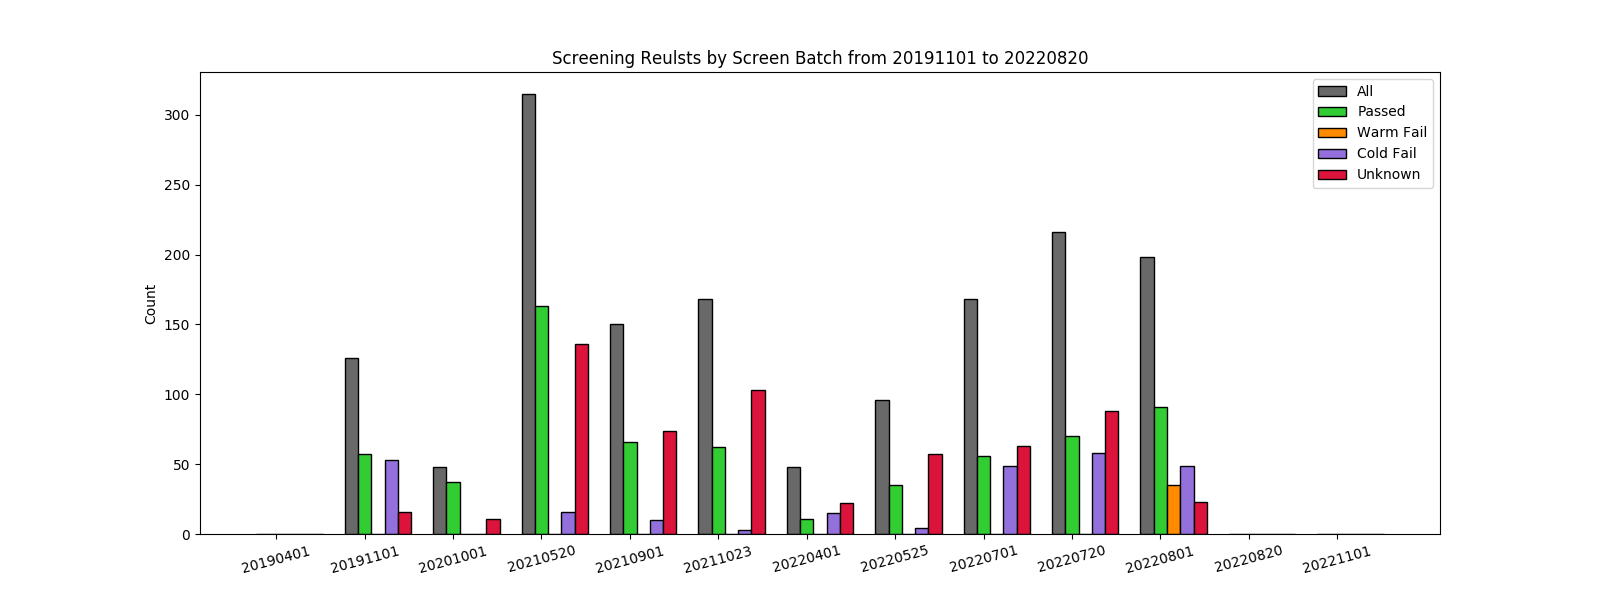 Screening Reulsts by Screen Batch from 20191101 to 20220820
All
Passed
Warm Fail
Cold Fail
Unknown
Count
300
250
200
150
100
50
0
20190401
20191101
20201001
20210520
20210901
20211023
20220401
20220525
20220701
20220720
20220801
20220820
20221101